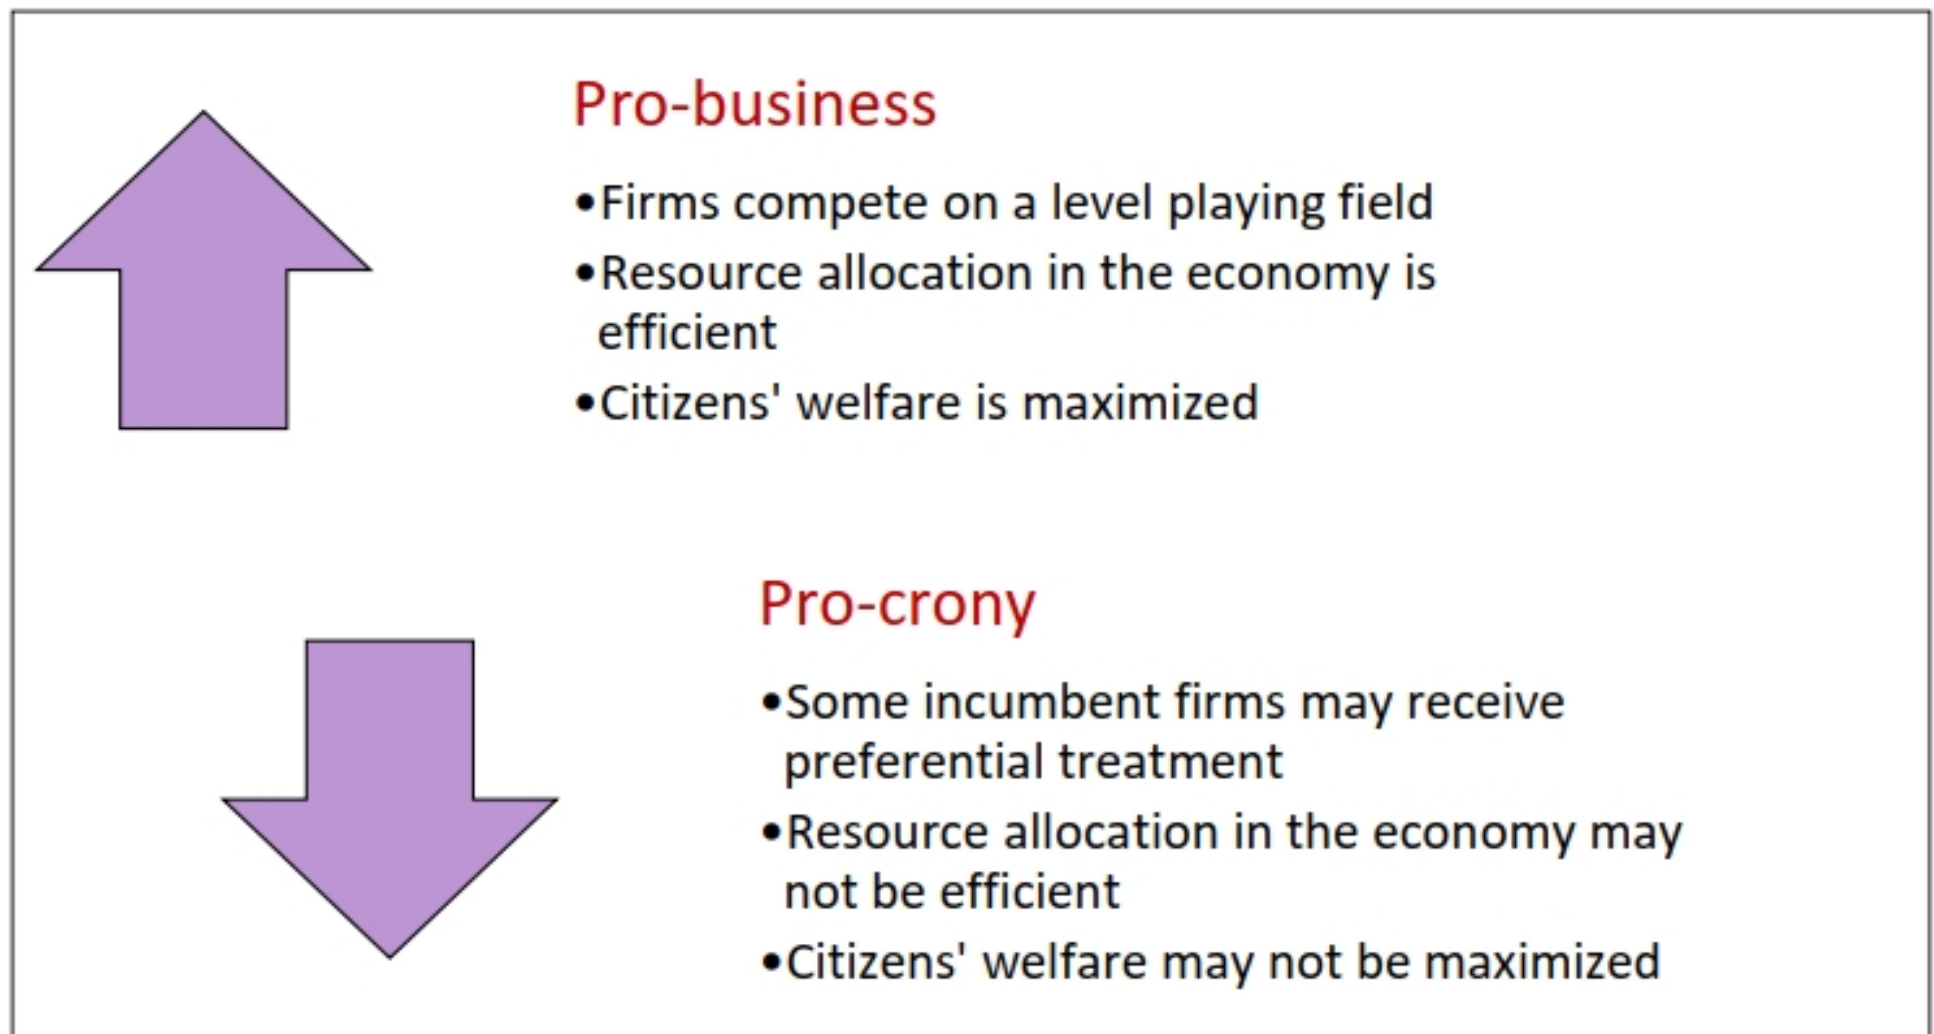 Pro-business
•Firms compete on a level playing field
•Resource allocation in the economy is
efficient
•Citizens' welfare is maximized
Pro-crony
•Some incumbent firms may receive
preferential treatment
•Resource allocation in the economy may
not be efficient
•Citizens' welfare may not be maximized